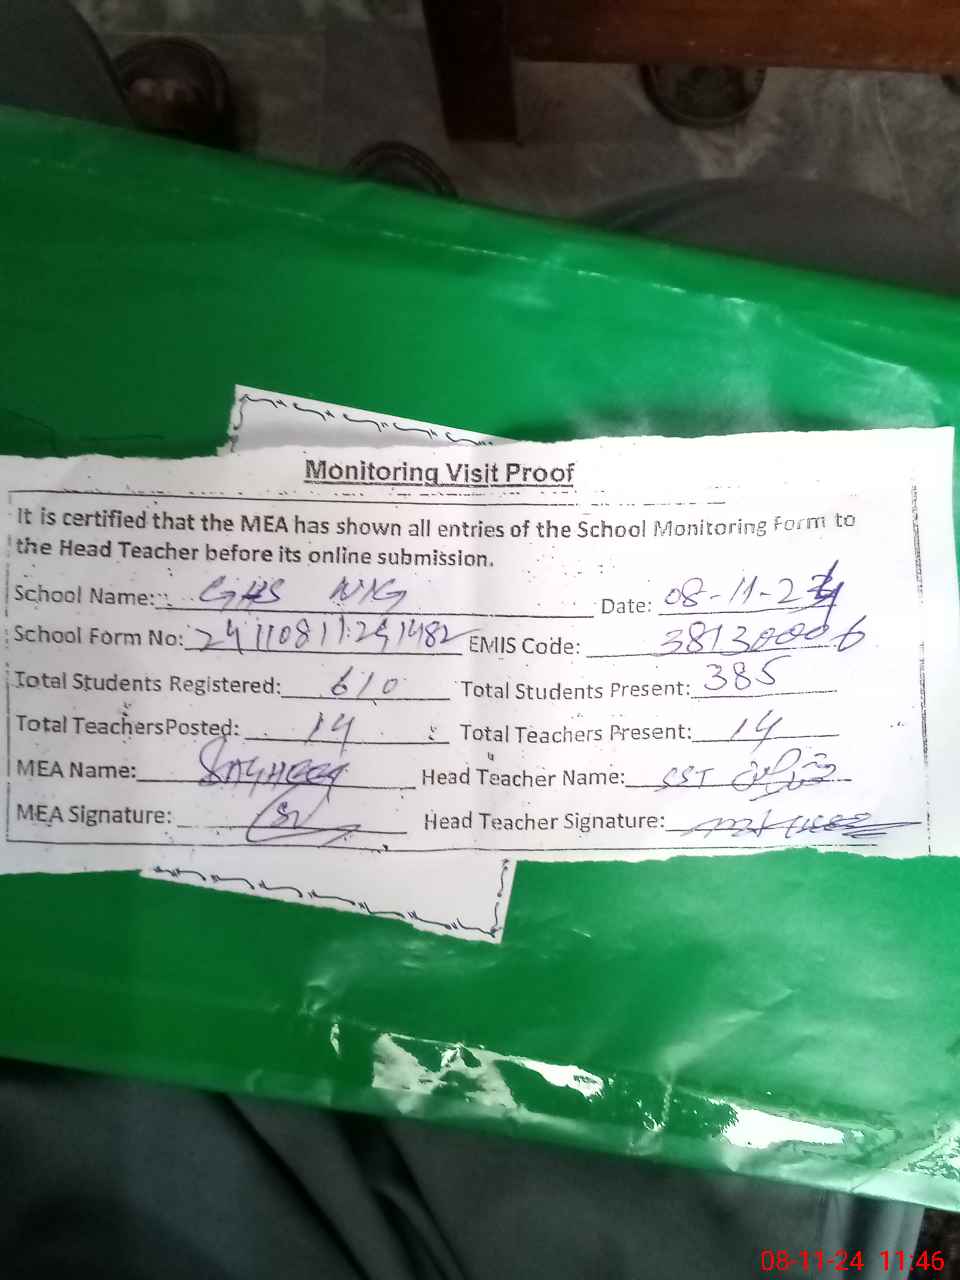 Monitoring Visit Proof
It is certified that the MEA has shown all entries of the School Monitoring Form to
the Head Teacher before its online submission.
School Name: GHS Date: 08-11-24
School Form No: EMIS Code: 38130006
Total Students Registered: 610 Total Students Present: 385
Total TeachersPosted: 14 Total Teachers Present: 14
MEA Name: Head Teacher Name: SST
MEA Signature: Head Teacher Signature:
08-11-24 11:46